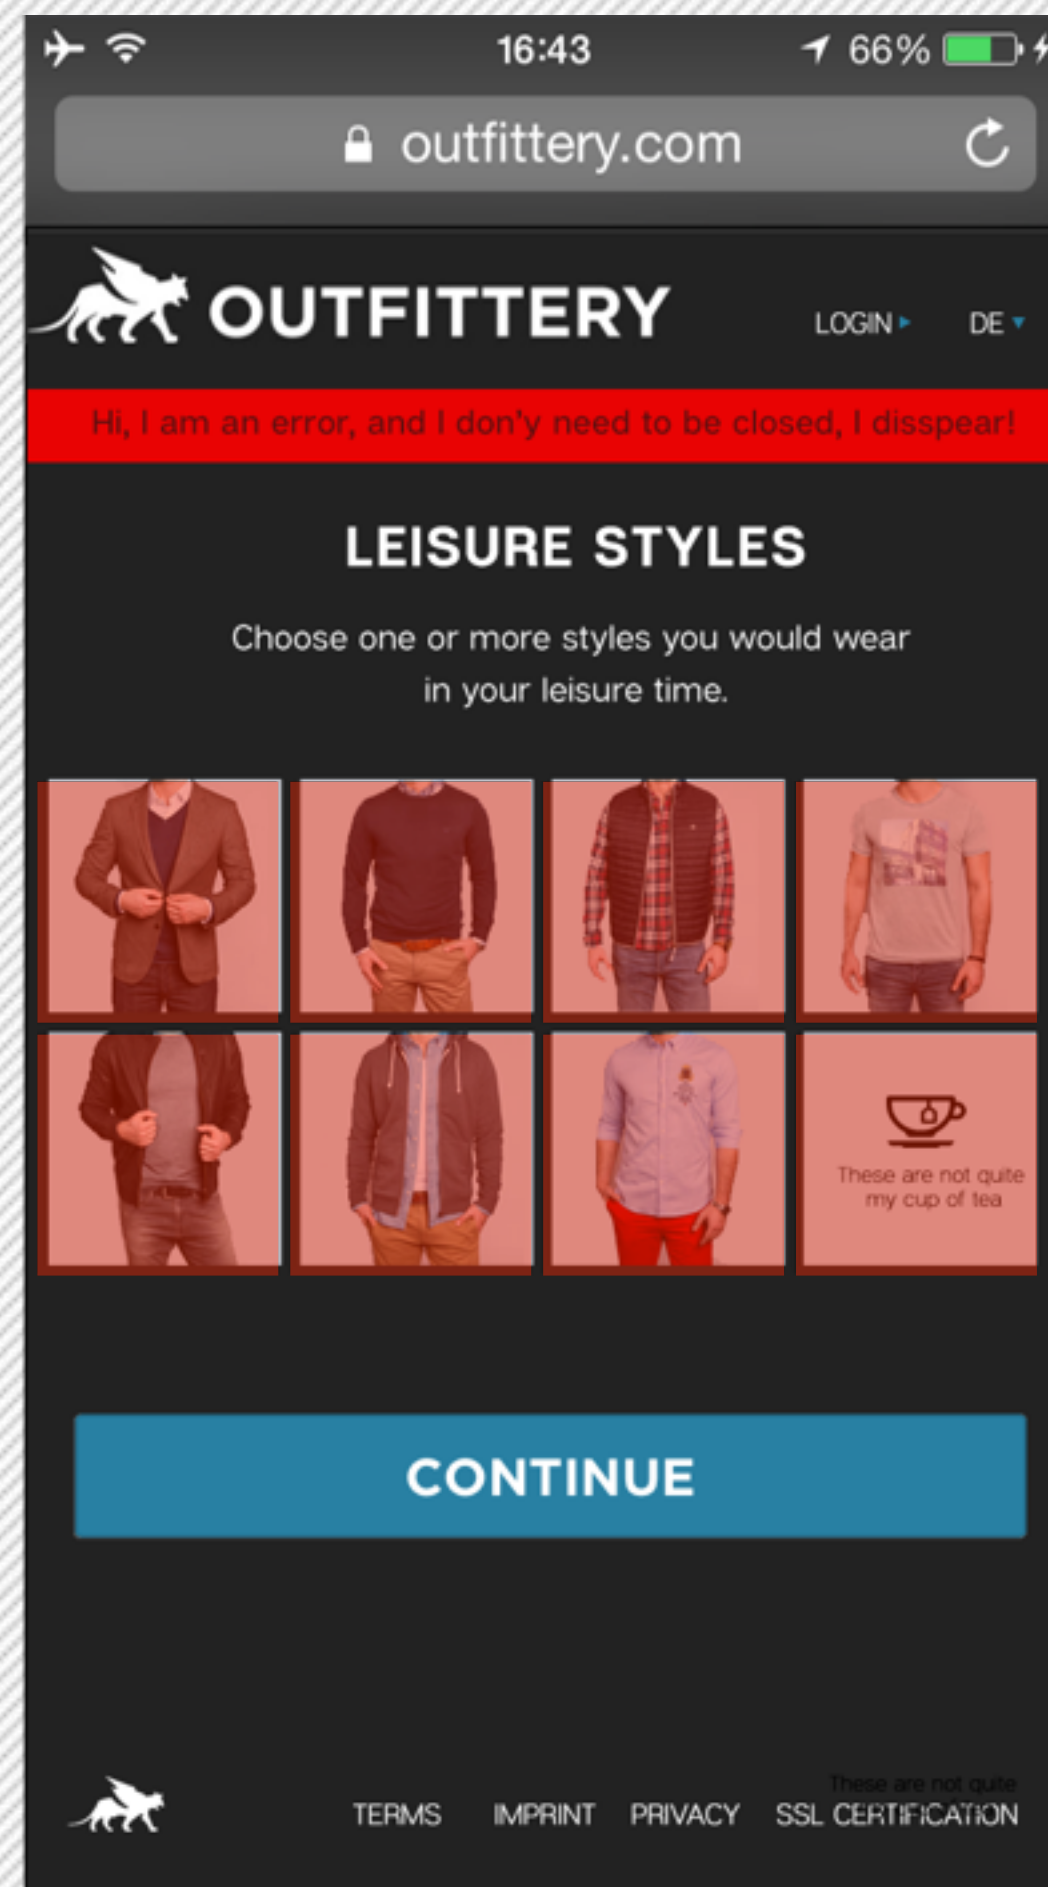 16:43
66%
outfittery.com
OUTFITTERY
LOGIN
DE
Hi, I am an error, and I don'y need to be closed, I disspear!
LEISURE STYLES
Choose one or more styles you would wear
in your leisure time.
These are not quite
my cup of tea
CONTINUE
These are not quite
TERMS IMPRINT PRIVACY SSL CERTIFICATION